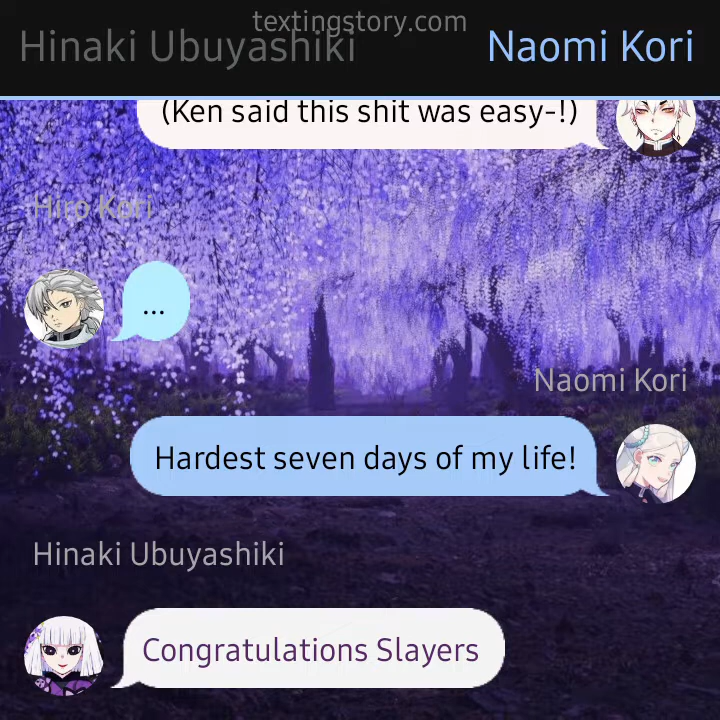 textingstory.com
Hinaki Ubuyashiki
Naomi Kori
(Ken said this shit was easy-!)
Hiro Kori
...
Naomi Kori
Hardest seven days of my life!
Hinaki Ubuyashiki
Congratulations Slayers